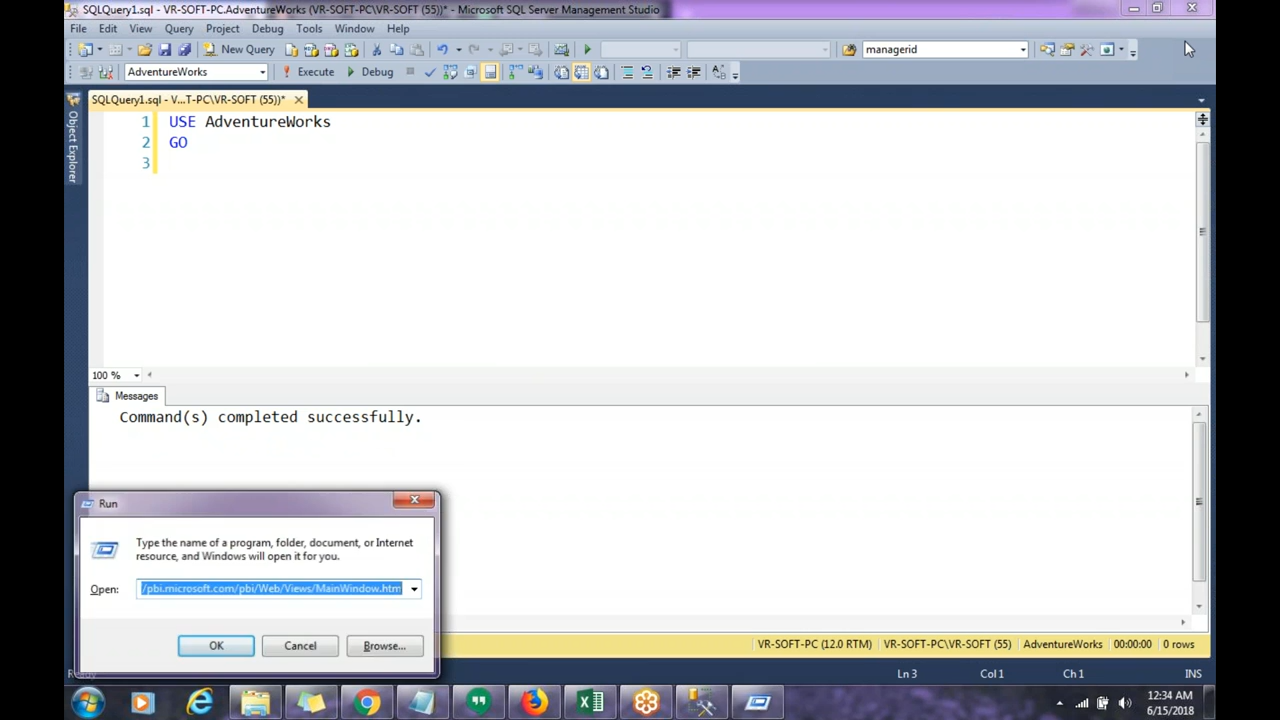 SQLQuery1.sql - VR-SOFT-PC.AdventureWorks (VR-SOFT-PC\VR-SOFT (55))* - Microsoft SQL Server Management Studio
File Edit View Query Project Debug Tools Window Help
New Query managerid
AdventureWorks Execute Debug
SQLQuery1.sql - V...T-PC\VR-SOFT (55))*
Object Explorer
1 USE AdventureWorks
2 GO
3
100 %
Messages
Command(s) completed successfully.
Run
Type the name of a program, folder, document, or Internet
resource, and Windows will open it for you.
Open: /pbi.microsoft.com/pbi/Web/Views/MainWindow.htm
OK Cancel Browse...
VR-SOFT-PC (12.0 RTM) VR-SOFT-PC\VR-SOFT (55) AdventureWorks 00:00:00 0 rows
Ln 3 Col 1 Ch 1 INS
12:34 AM
6/15/2018